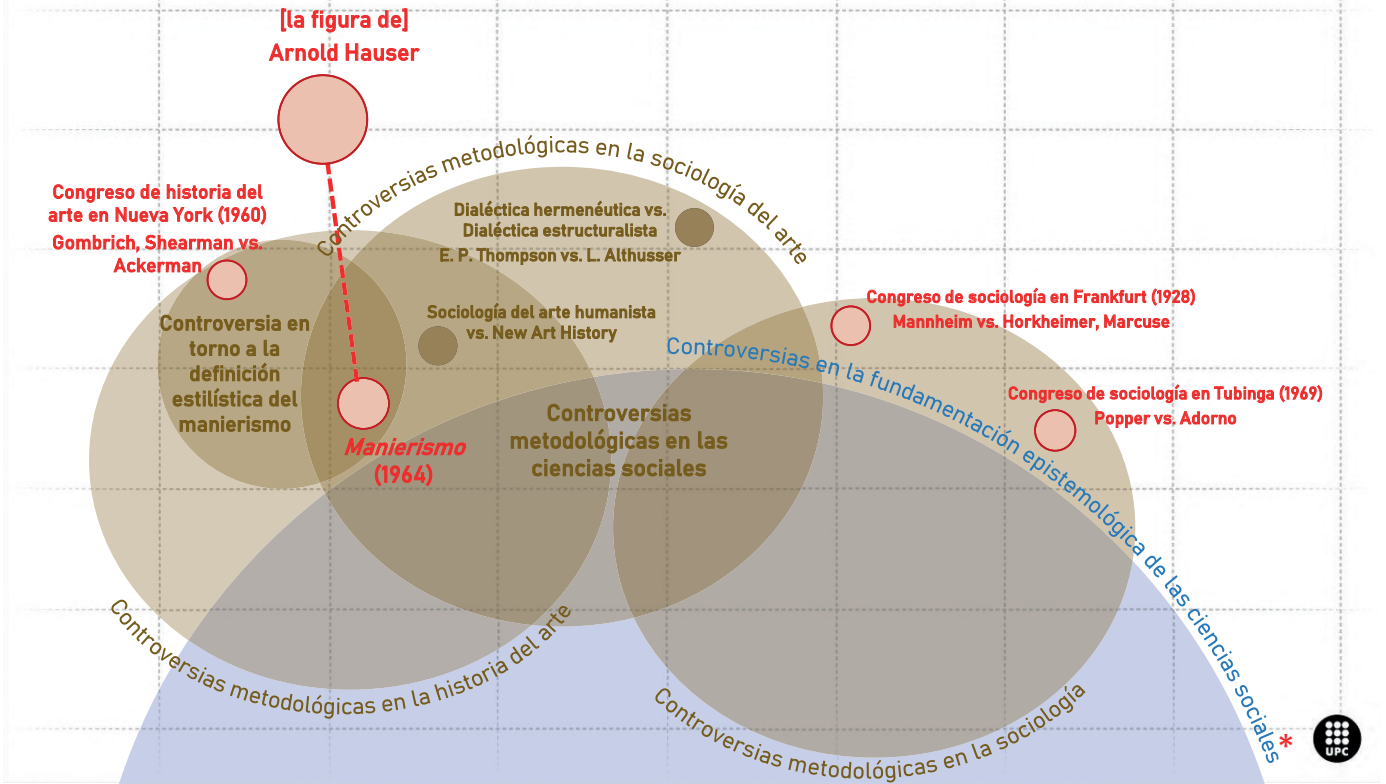 [la figura de]
Arnold Hauser
Controversias metodológicas en la sociología del arte
Congreso de historia del
arte en Nueva York (1960)
Gombrich, Shearman vs.
Ackerman
Dialéctica hermenéutica vs.
Dialéctica estructuralista
E. P. Thompson vs. L. Althusser
Sociología del arte humanista
vs. New Art History
Congreso de sociología en Frankfurt (1928)
Mannheim vs. Horkheimer, Marcuse
Controversia en
torno a la
definición
estilística del
manierismo
Controversias en la fundamentación epistemológica de las ciencias sociales
*
Congreso de sociología en Tubinga (1969)
Popper vs. Adorno
Controversias
metodológicas en las
ciencias sociales
Manierismo
(1964)
Controversias metodológicas en la historia del arte
Controversias metodológicas en la sociología
UPC